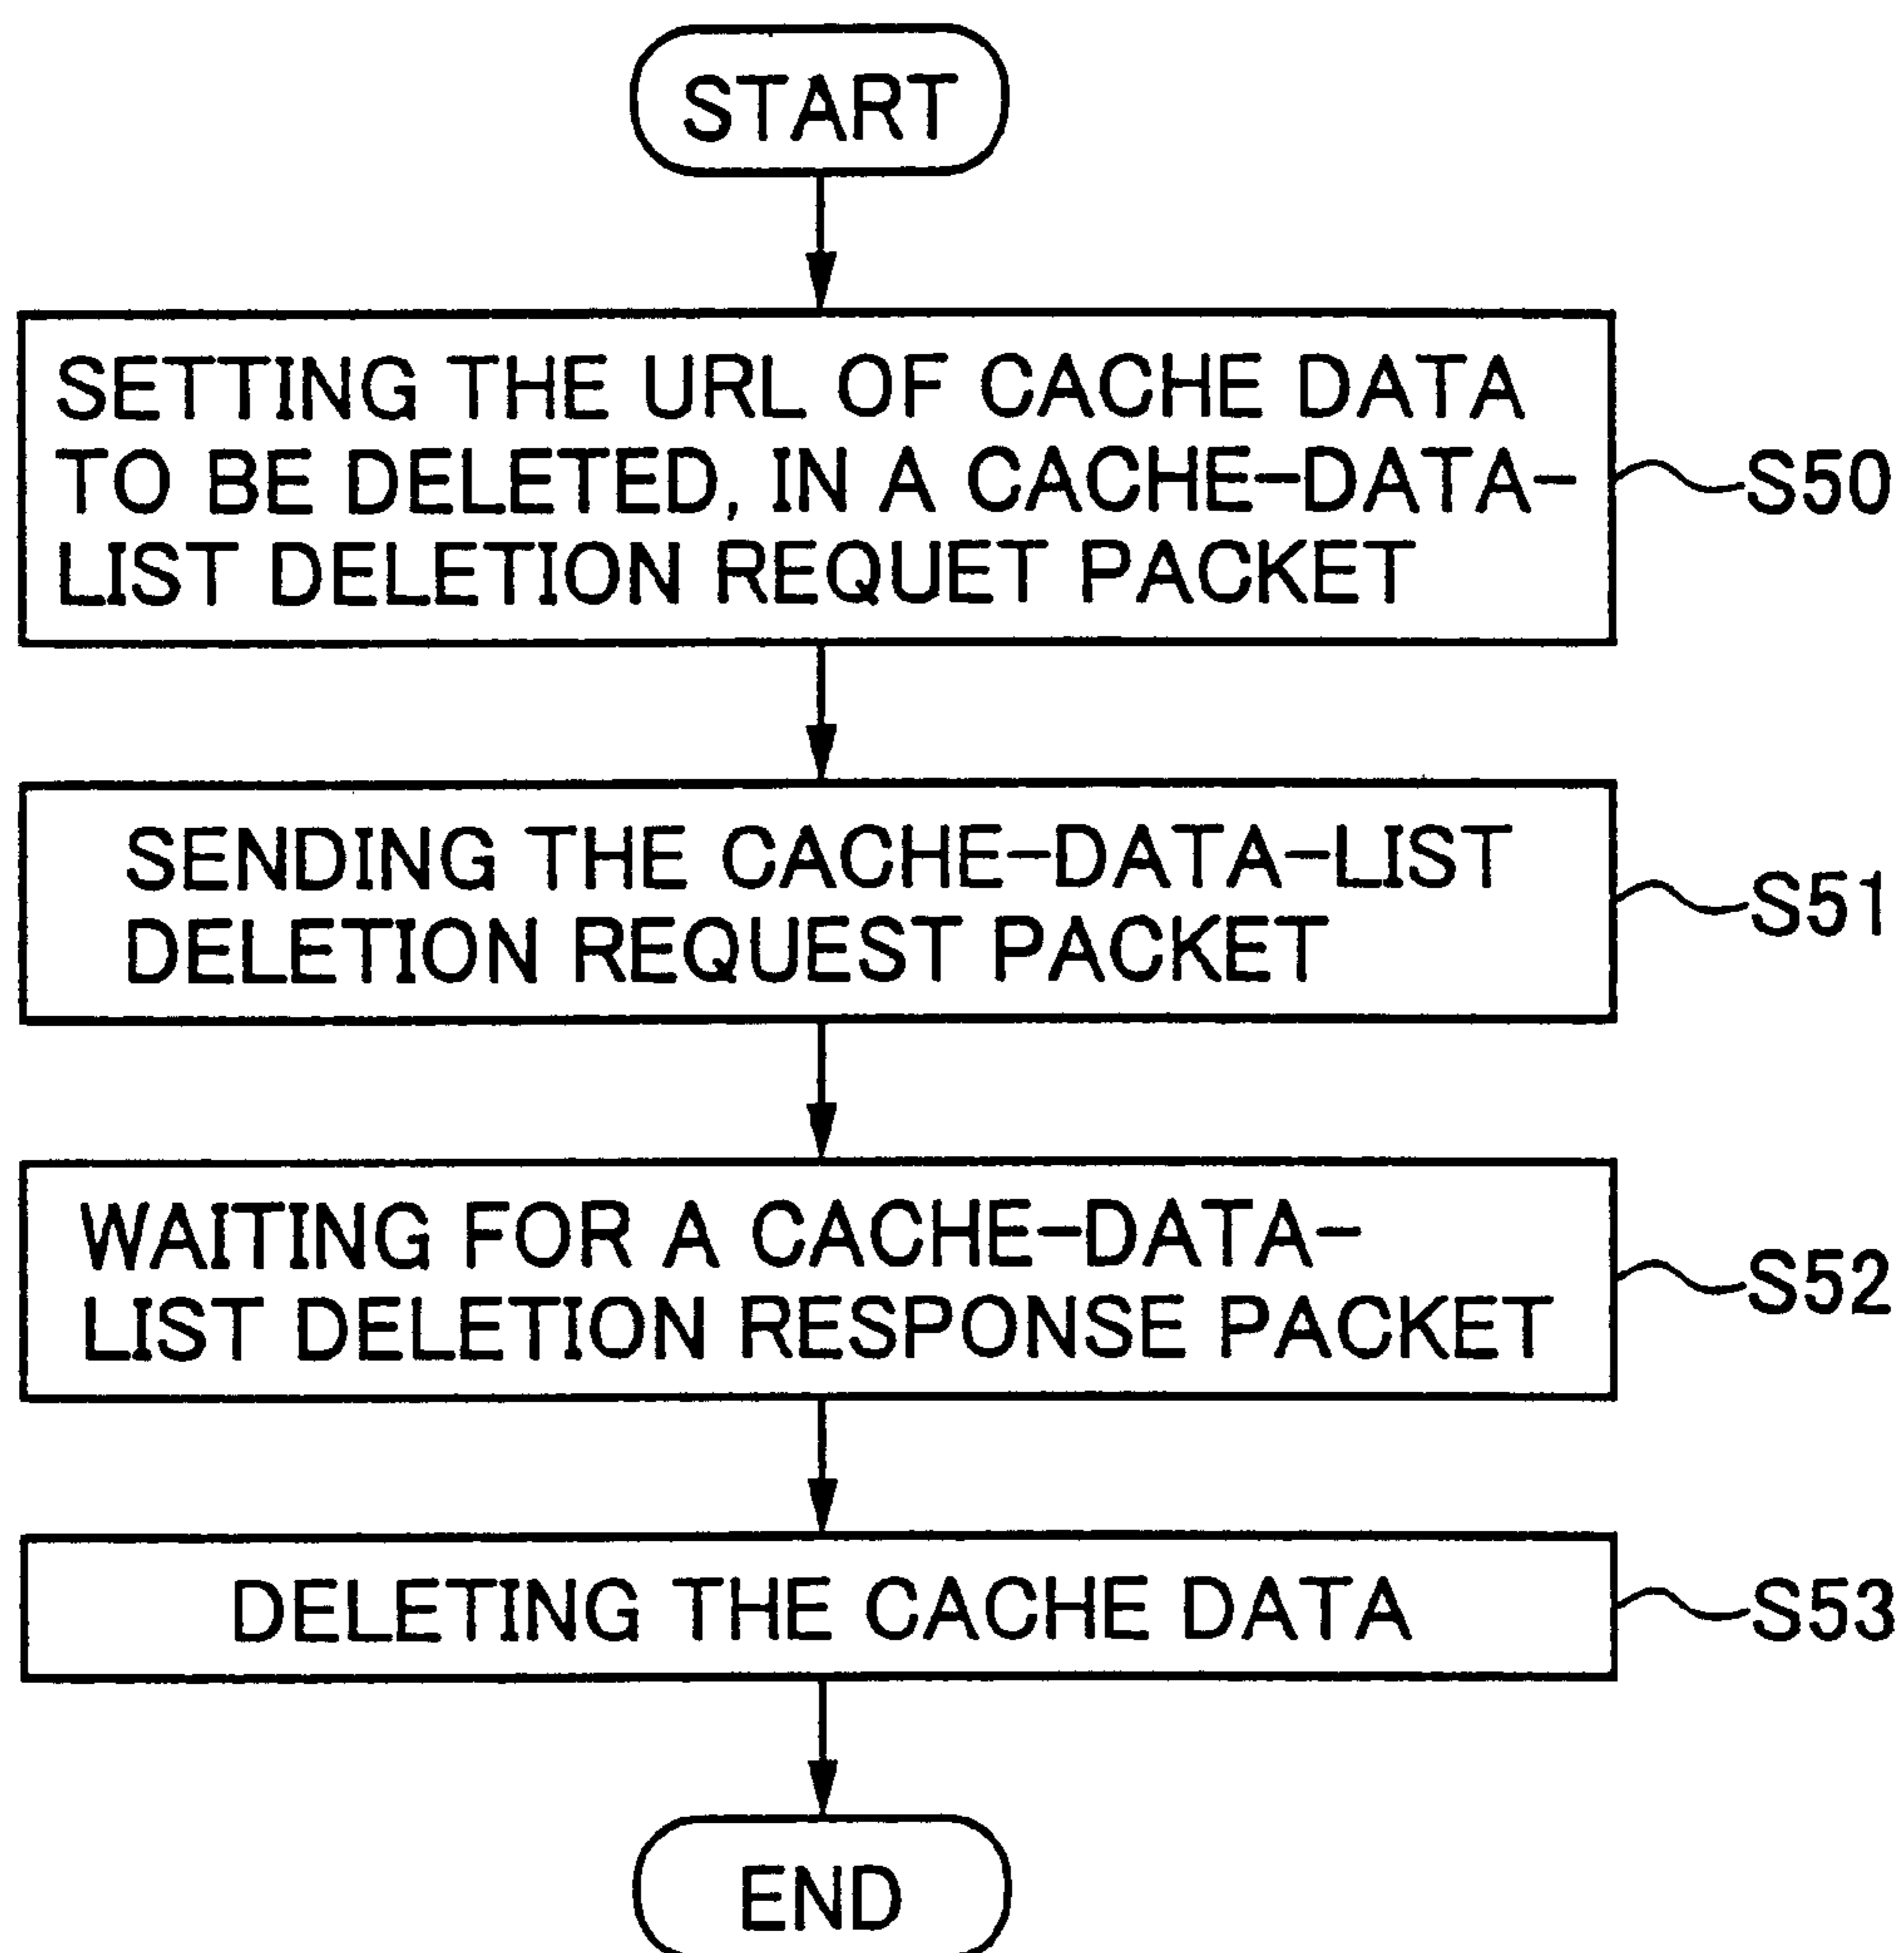 START
SETTING THE URL OF CACHE DATA
TO BE DELETED, IN A CACHE-DATA-
LIST DELETION REQUET PACKET
S50
SENDING THE CACHE-DATA-LIST
DELETION REQUEST PACKET
S51
WAITING FOR A CACHE-DATA-
LIST DELETION RESPONSE PACKET
S52
DELETING THE CACHE DATA
S53
END